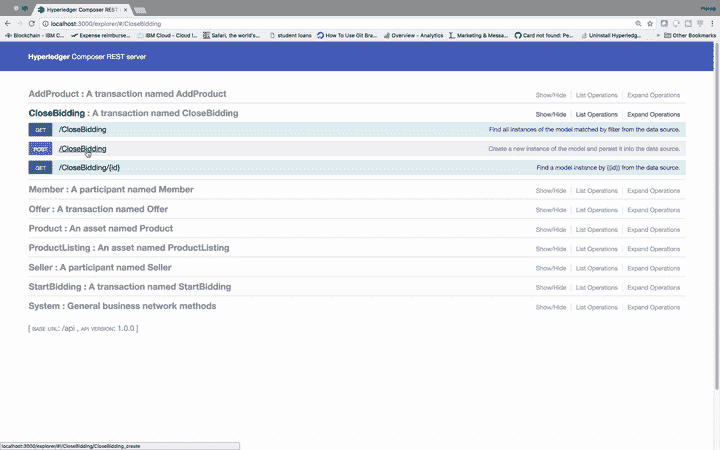 Hyperledger Composer REST s
localhost:3000/explorer/#/CloseBidding
Blockchain - IBM C...
Expense reimburse...
IBM Cloud - Cloud I...
Safari, the world's...
student loans
How To Use Git Bra...
Overview - Analytics
Marketing & Messa...
Card not found: Pe...
Uninstall Hyperledg...
»
Other Bookmarks
Hyperledger Composer REST server
AddProduct : A transaction named AddProduct Show/Hide List Operations Expand Operations
CloseBidding : A transaction named CloseBidding Show/Hide List Operations Expand Operations
GET /CloseBidding Find all instances of the model matched by filter from the data source.
POST /CloseBidding Create a new instance of the model and persist it into the data source.
GET /CloseBidding/{id} Find a model instance by {{id}} from the data source.
Member : A participant named Member Show/Hide List Operations Expand Operations
Offer : A transaction named Offer Show/Hide List Operations Expand Operations
Product : An asset named Product Show/Hide List Operations Expand Operations
ProductListing : An asset named ProductListing Show/Hide List Operations Expand Operations
Seller : A participant named Seller Show/Hide List Operations Expand Operations
StartBidding : A transaction named StartBidding Show/Hide List Operations Expand Operations
System : General business network methods Show/Hide List Operations Expand Operations
[ BASE URL: /api , API VERSION: 1.0.0 ]
localhost:3000/explorer/#!/CloseBidding/CloseBidding_create